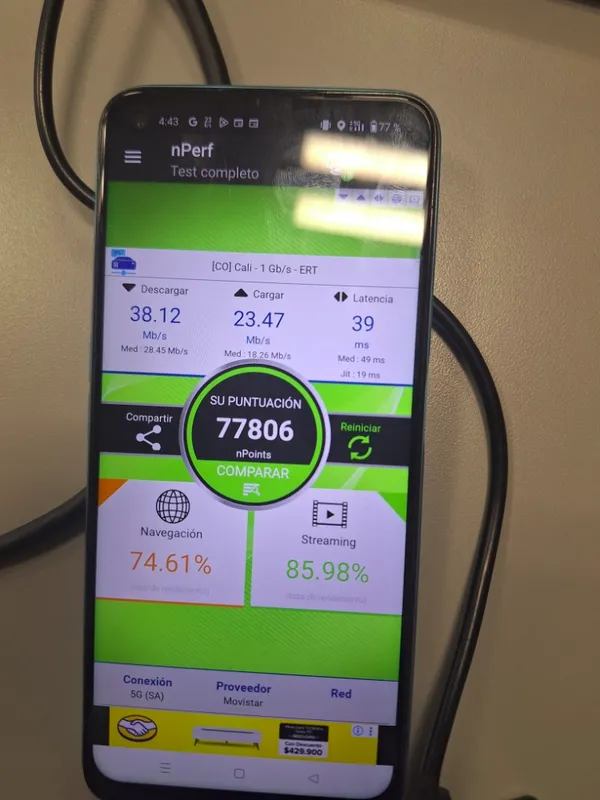 4:43
77%
nPerf
Test completo
[CO] Cali - 1 Gb/s - ERT
Descargar
Cargar
Latencia
38.12
23.47
39
Mb/s
Mb/s
ms
Med : 28.45 Mb/s
Med : 18.26 Mb/s
Med : 49 ms
Jit : 19 ms
SU PUNTUACIÓN
Compartir
77806
Reiniciar
nPoints
COMPARAR
Navegación
Streaming
74.61%
85.98%
Conexión
Proveedor
Red
5G (SA)
Movistar
Con Descuento
$429.900